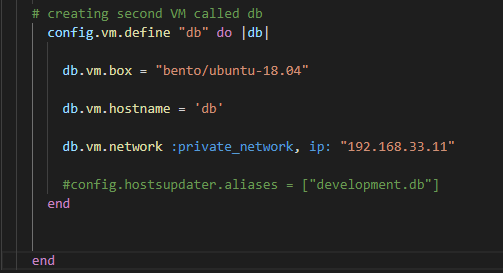 # creating second VM called db
config.vm.define "db" do |db|
db.vm.box = "bento/ubuntu-18.04"
db.vm.hostname = 'db'
db.vm.network :private_network, ip: "192.168.33.11"
#config.hostsupdater.aliases = ["development.db"]
end
end